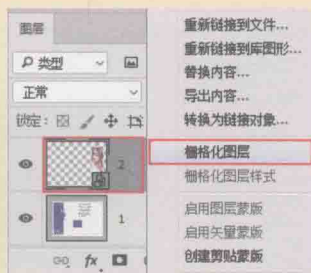 图层
类型
正常
锁定：
2
1
fx
重新链接到文件...
重新链接到库图形...
替换内容...
导出内容...
转换为链接对象...
栅格化图层
栅格化图层样式
启用图层蒙版
启用矢量蒙版
创建剪贴蒙版